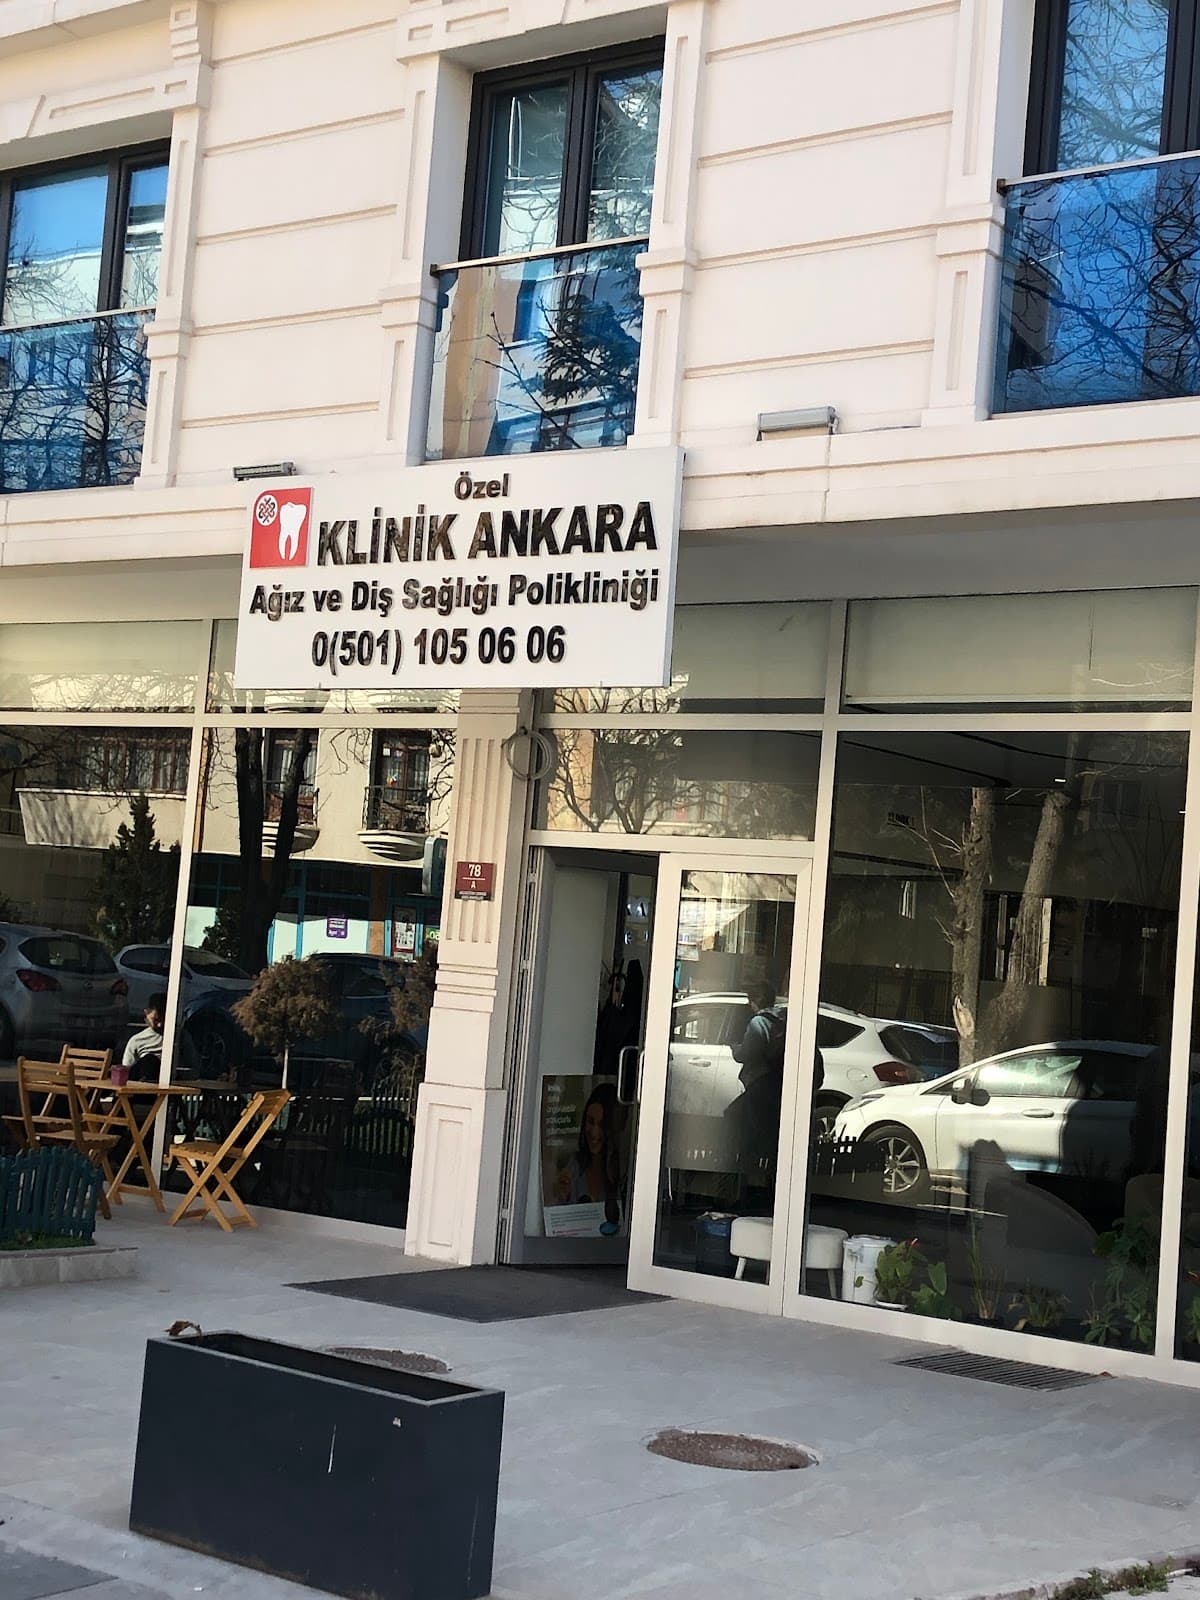 Özel
KLİNİK ANKARA
Ağız ve Diş Sağlığı Polikliniği
0(501) 105 06 06
78
A